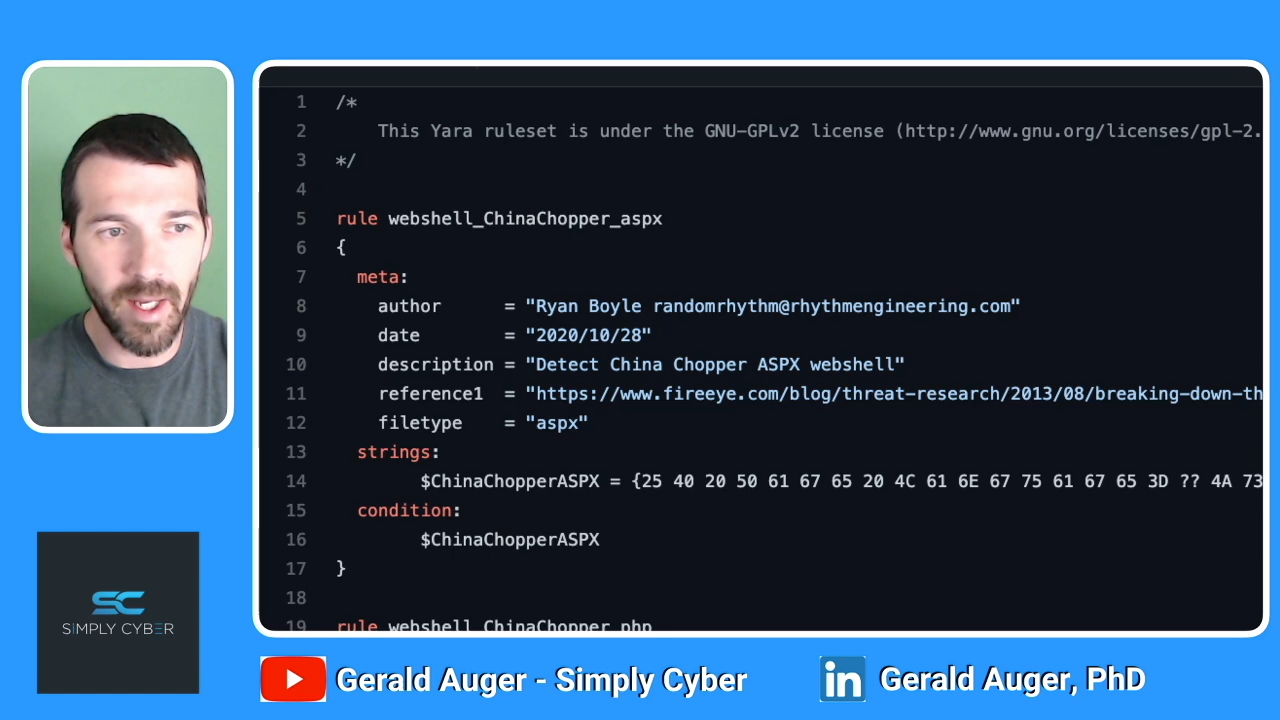 1 /*
2 This Yara ruleset is under the GNU-GPLv2 license (http://www.gnu.org/licenses/gpl-2.
3 */
4
5 rule webshell_ChinaChopper_aspx
6 {
7 meta:
8 author = "Ryan Boyle randomrhythm@rhythmengineering.com"
9 date = "2020/10/28"
10 description = "Detect China Chopper ASPX webshell"
11 reference1 = "https://www.fireeye.com/blog/threat-research/2013/08/breaking-down-th
12 filetype = "aspx"
13 strings:
14 $ChinaChopperASPX = {25 40 20 50 61 67 65 20 4C 61 6E 67 75 61 67 65 3D ?? 4A 73
15 condition:
16 $ChinaChopperASPX
17 }
18
19 rule webshell_ChinaChopper_php
SC
SIMPLY CYBER
Gerald Auger - Simply Cyber
in Gerald Auger, PhD